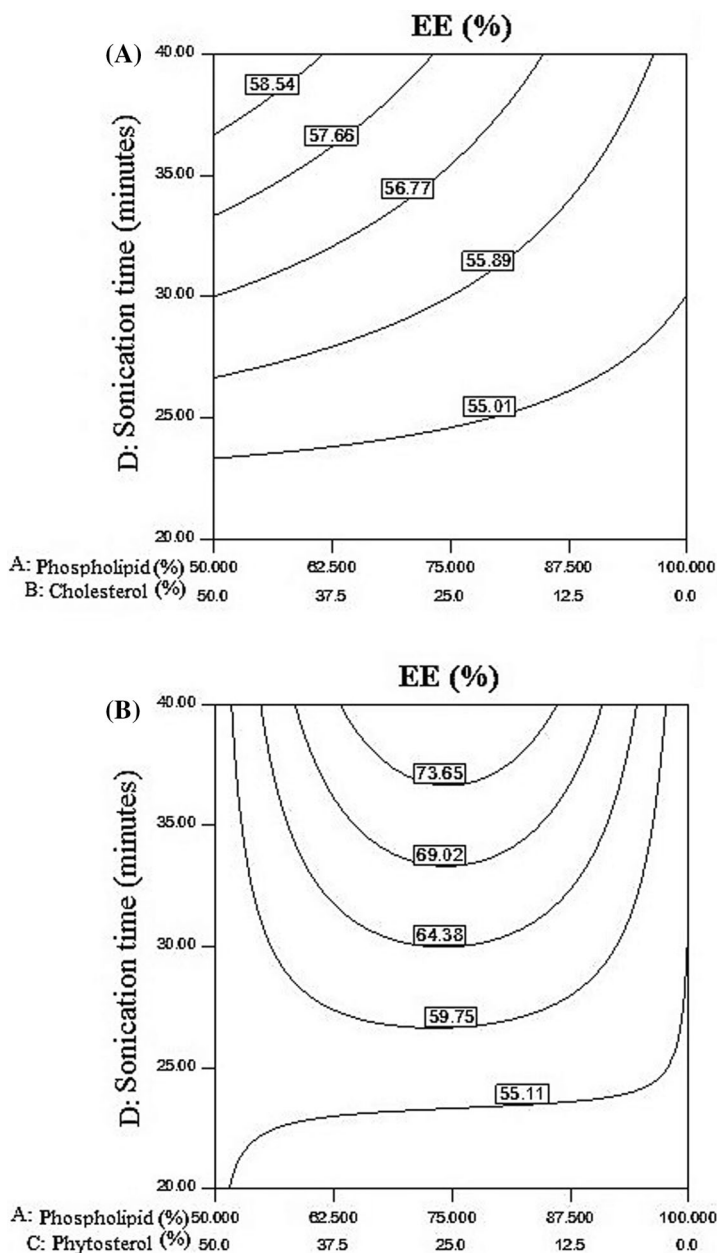 EE (%)
(A)
40.00
58.54
57.66
35.00
56.77
D: Sonication time (minutes)
55.89
30.00
55.01
25.00
20.00
A: Phospholipid (%) 50.000 62.500 75.000 87.500 100.000
B: Cholesterol (%) 50.0 37.5 25.0 12.5 0.0
EE (%)
(B)
40.00
73.65
35.00
69.02
D: Sonication time (minutes)
64.38
30.00
59.75
25.00
55.11
20.00
A: Phospholipid (%) 50.000 62.500 75.000 87.500 100.000
C: Phytosterol (%) 50.0 37.5 25.0 12.5 0.0